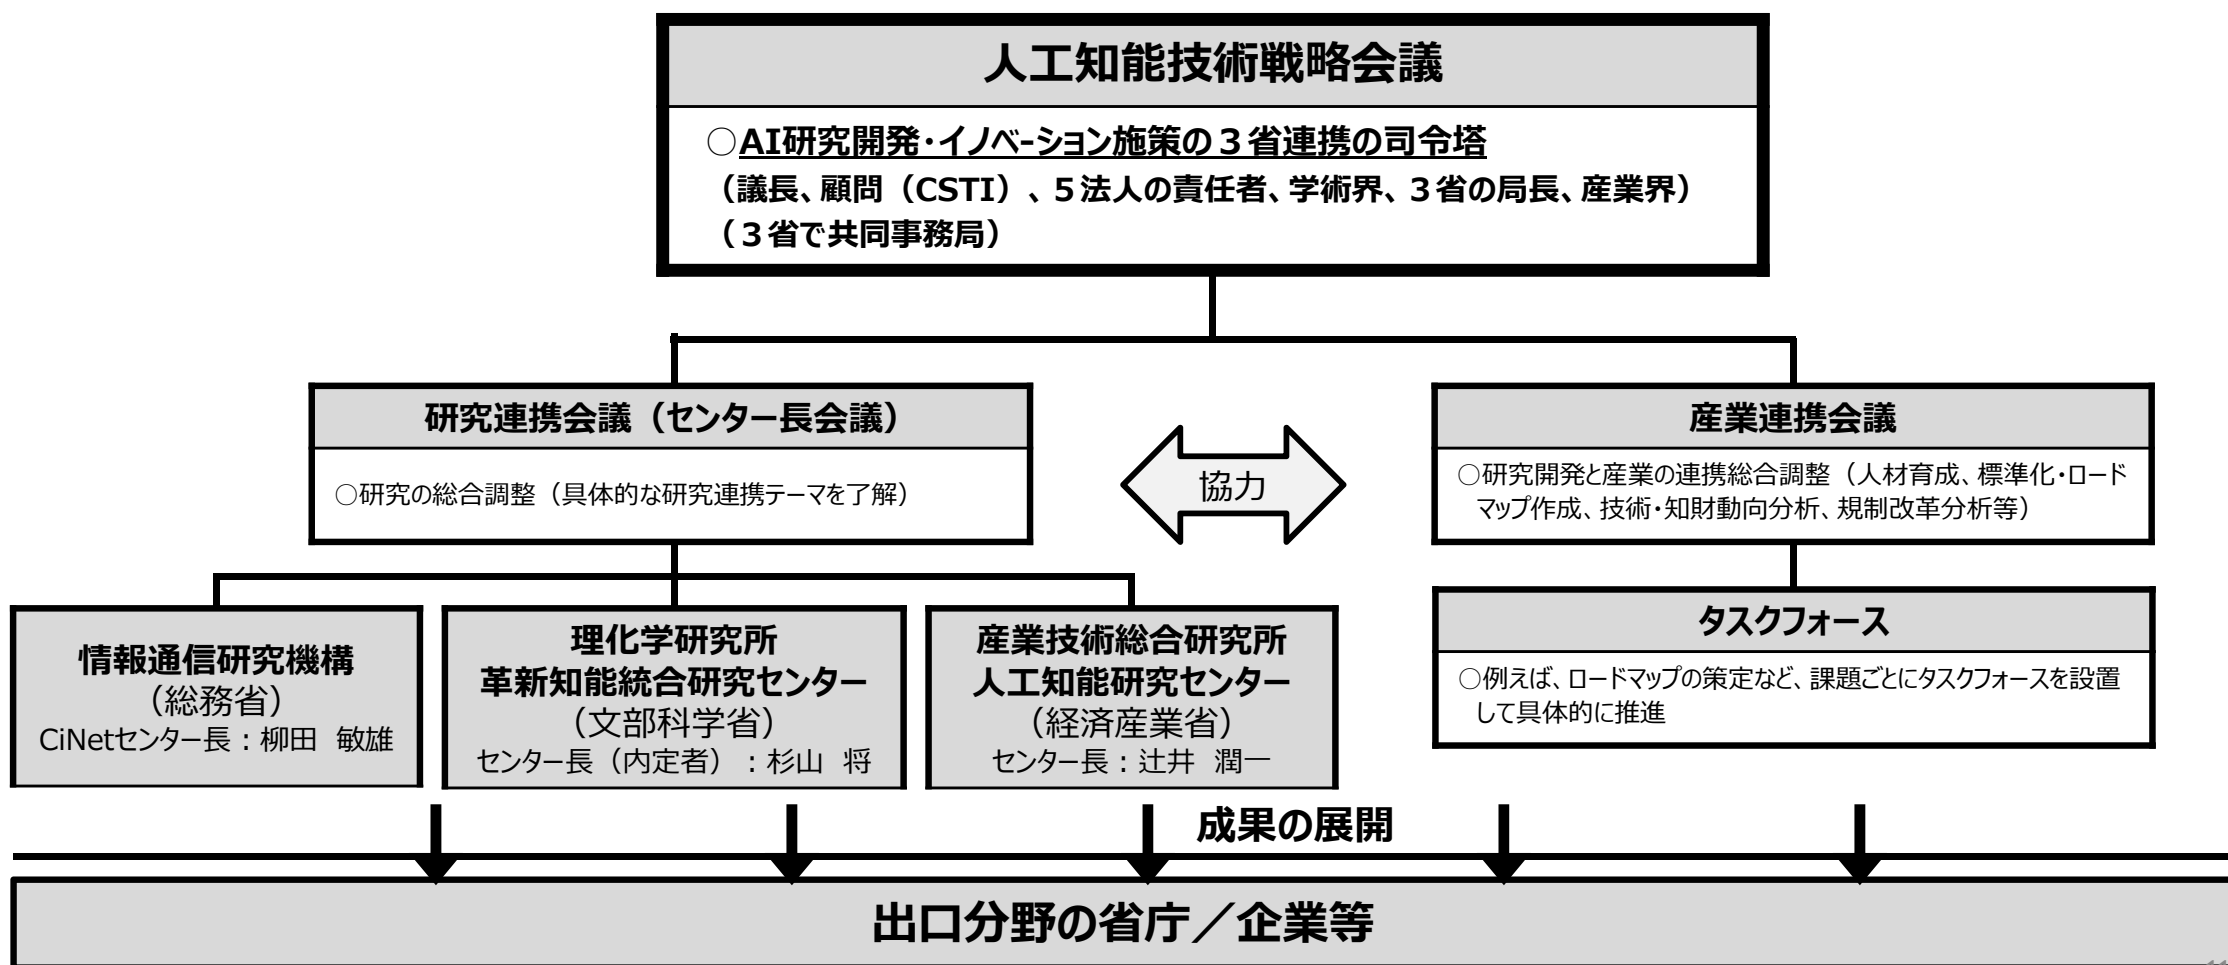 人工知能技術戦略会議
○AI研究開発・イノベーション施策の3省連携の司令塔
（議長、顧問（CSTI）、5法人の責任者、学術界、3省の局長、産業界）
（3省で共同事務局）
研究連携会議（センター長会議）
○研究の総合調整（具体的な研究連携テーマを了解）
協力
産業連携会議
○研究開発と産業の連携総合調整（人材育成、標準化・ロード
マップ作成、技術・知財動向分析、規制改革分析等）
情報通信研究機構
（総務省）
CiNetセンター長：柳田　敏雄
理化学研究所
革新知能統合研究センター
（文部科学省）
センター長（内定者）：杉山　将
産業技術総合研究所
人工知能研究センター
（経済産業省）
センター長：辻井　潤一
タスクフォース
○例えば、ロードマップの策定など、課題ごとにタスクフォースを設置
して具体的に推進
成果の展開
出口分野の省庁／企業等